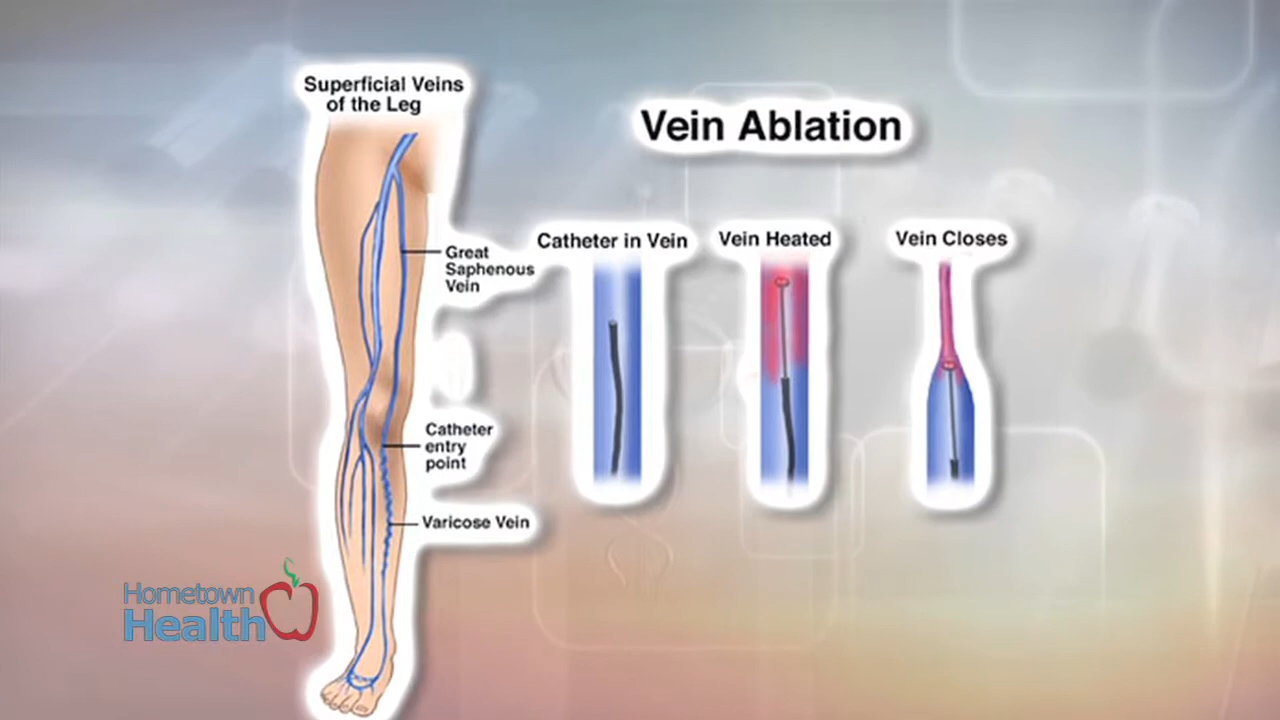 Superficial Veins
of the Leg
Vein Ablation
Catheter in Vein
Vein Heated
Vein Closes
Great
Saphenous
Vein
Catheter
entry
point
Varicose Vein
Hometown
Health